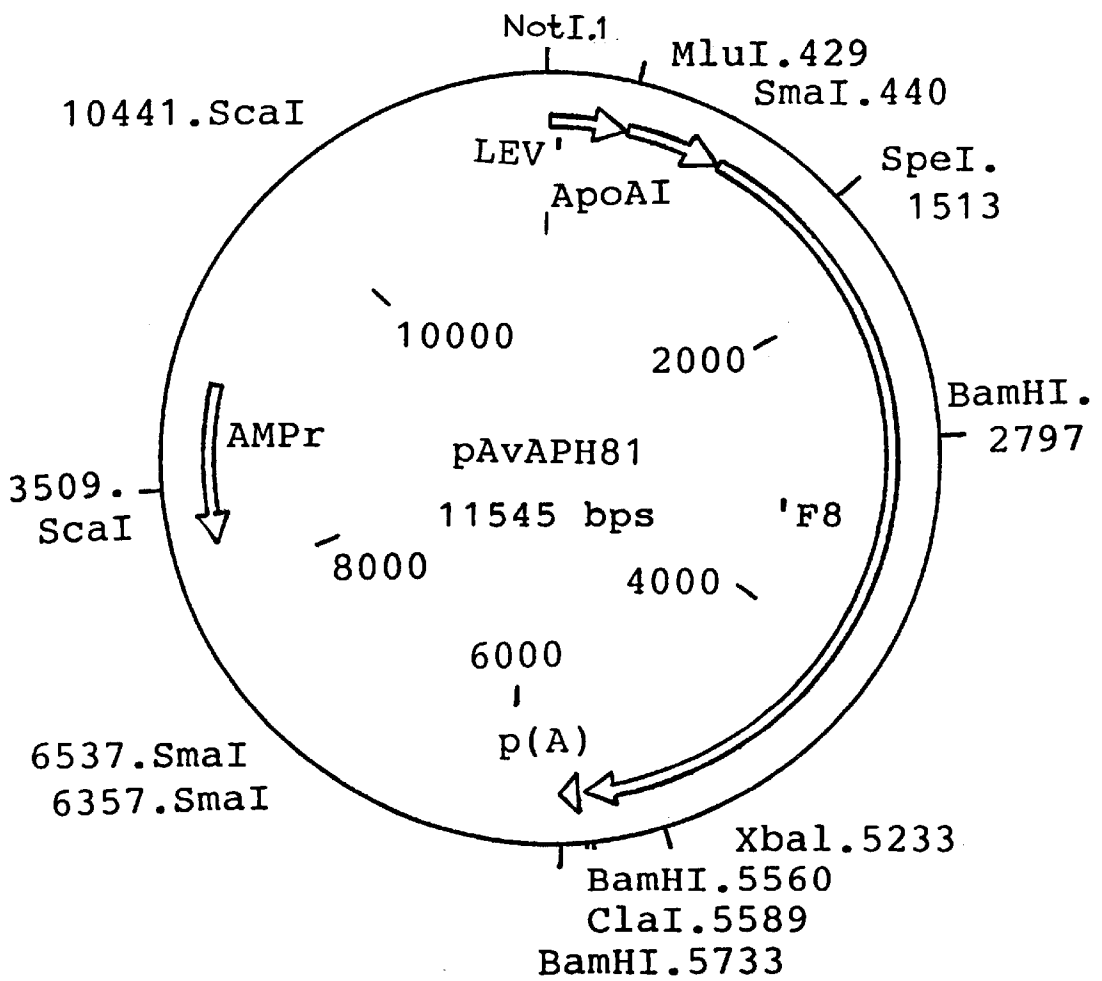 NotI.1
MluI.429
SmaI.440
10441.ScaI
LEV'
SpeI.
1513
ApoAI
10000
2000
BamHI.
2797
AMPr
pAvAPH81
3509.
ScaI
11545 bps
'F8
8000
4000
6000
p(A)
6537.SmaI
6357.SmaI
Xbal.5233
BamHI.5560
ClaI.5589
BamHI.5733